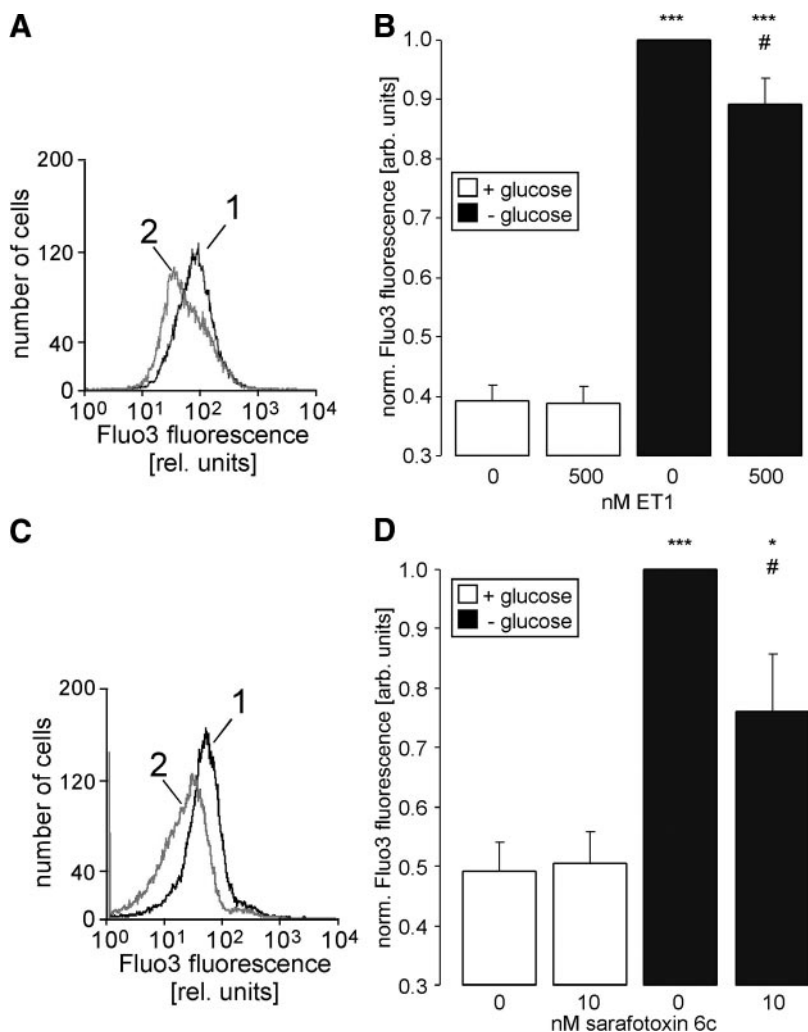 A
number of cells
200
120
40
0
2
1
10⁰ 10¹ 10² 10³ 10⁴
Fluo3 fluorescence
[rel. units]
B
norm. Fluo3 fluorescence [arb. units]
1.0
0.9
0.8
0.7
0.6
0.5
0.4
0.3
*** ***
#
+ glucose
- glucose
0 500 0 500
nM ET1
C
number of cells
200
120
40
0
2
1
10⁰ 10¹ 10² 10³ 10⁴
Fluo3 fluorescence
[rel. units]
D
norm. Fluo3 fluorescence [arb. units]
1.0
0.9
0.8
0.7
0.6
0.5
0.4
0.3
*** *
#
+ glucose
- glucose
0 10 0 10
nM sarafotoxin 6c